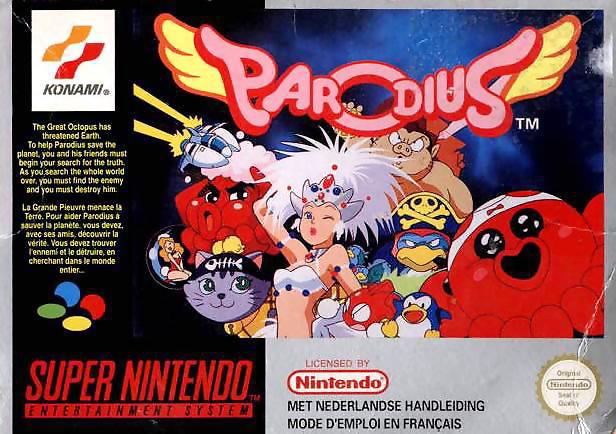 KONAMI®
PARODIUS
TM
The Great Octopus has
threatened Earth.
To help Parodius save the
planet, you and his friends must
begin your search for the truth.
As you search the whole world
over, you must find the enemy
and you must destroy him.
La Grande Pieuvre menace la
Terre. Pour aider Parodius à
sauver la planète, vous devez,
avec ses amis, découvrir la
vérité. Vous devez trouver
l'ennemi et le détruire, en
cherchant dans le monde
entier...
SUPER NINTENDO TM
ENTERTAINMENT SYSTEM
LICENSED BY
Nintendo®
MET NEDERLANDSE HANDLEIDING
MODE D'EMPLOI EN FRANÇAIS
Original
Nintendo
Seal of
Quality